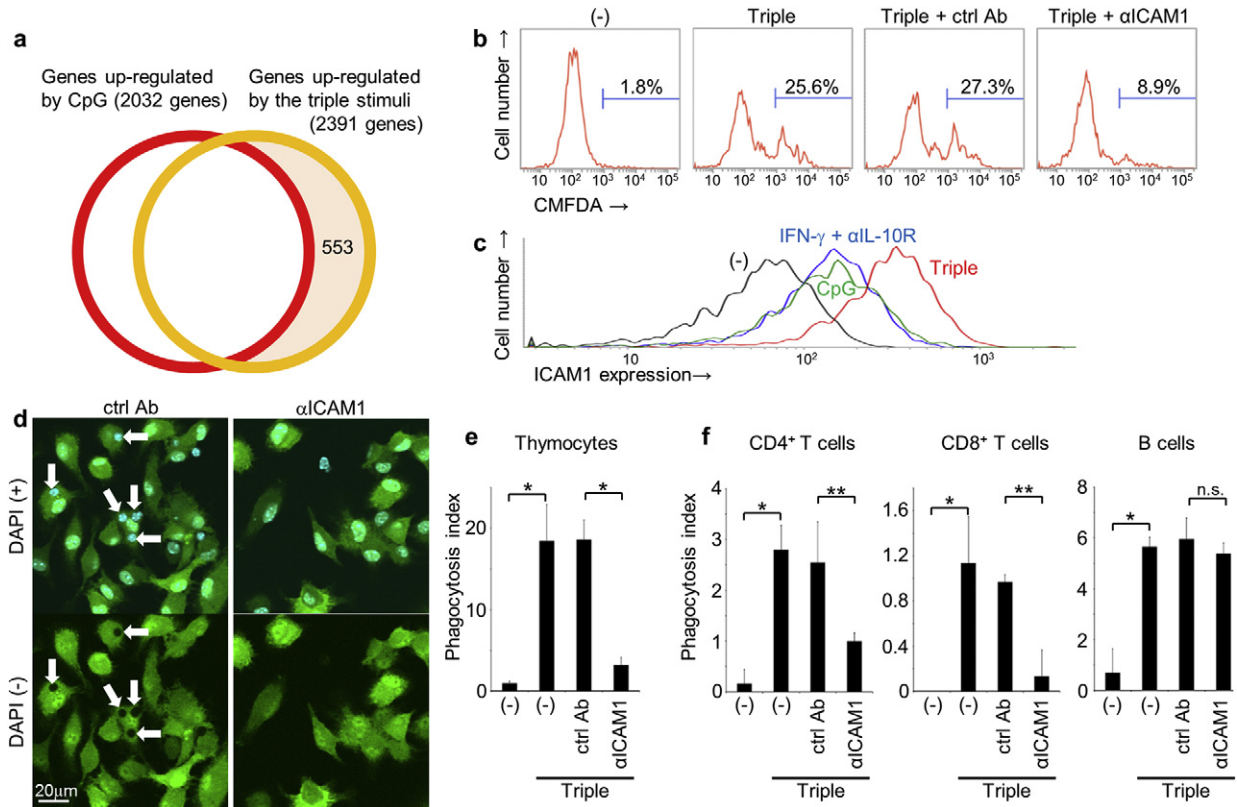 a
Genes up-regulated
by CpG (2032 genes)
Genes up-regulated
by the triple stimuli
(2391 genes)
553
b
(-)
Triple
Triple + ctrl Ab
Triple + αICAM1
Cell number →
1.8%
25.6%
27.3%
8.9%
10 10² 10³ 10⁴ 10⁵
10 10² 10³ 10⁴ 10⁵
10 10² 10³ 10⁴ 10⁵
10 10² 10³ 10⁴ 10⁵
CMFDA →
c
Cell number →
(-)
IFN-γ + αIL-10R
CpG
Triple
10 10² 10³
ICAM1 expression→
d
ctrl Ab
αICAM1
DAPI (+)
DAPI (-)
20μm
e
Thymocytes
Phagocytosis index
20
10
0
*
*
(-)
(-)
ctrl Ab
αICAM1
Triple
f
CD4⁺ T cells
Phagocytosis index
4
3
2
1
0
*
**
(-)
(-)
ctrl Ab
αICAM1
Triple
CD8⁺ T cells
1.6
1.2
0.8
0.4
0
*
**
(-)
(-)
ctrl Ab
αICAM1
Triple
B cells
8
6
4
2
0
*
n.s.
(-)
(-)
ctrl Ab
αICAM1
Triple